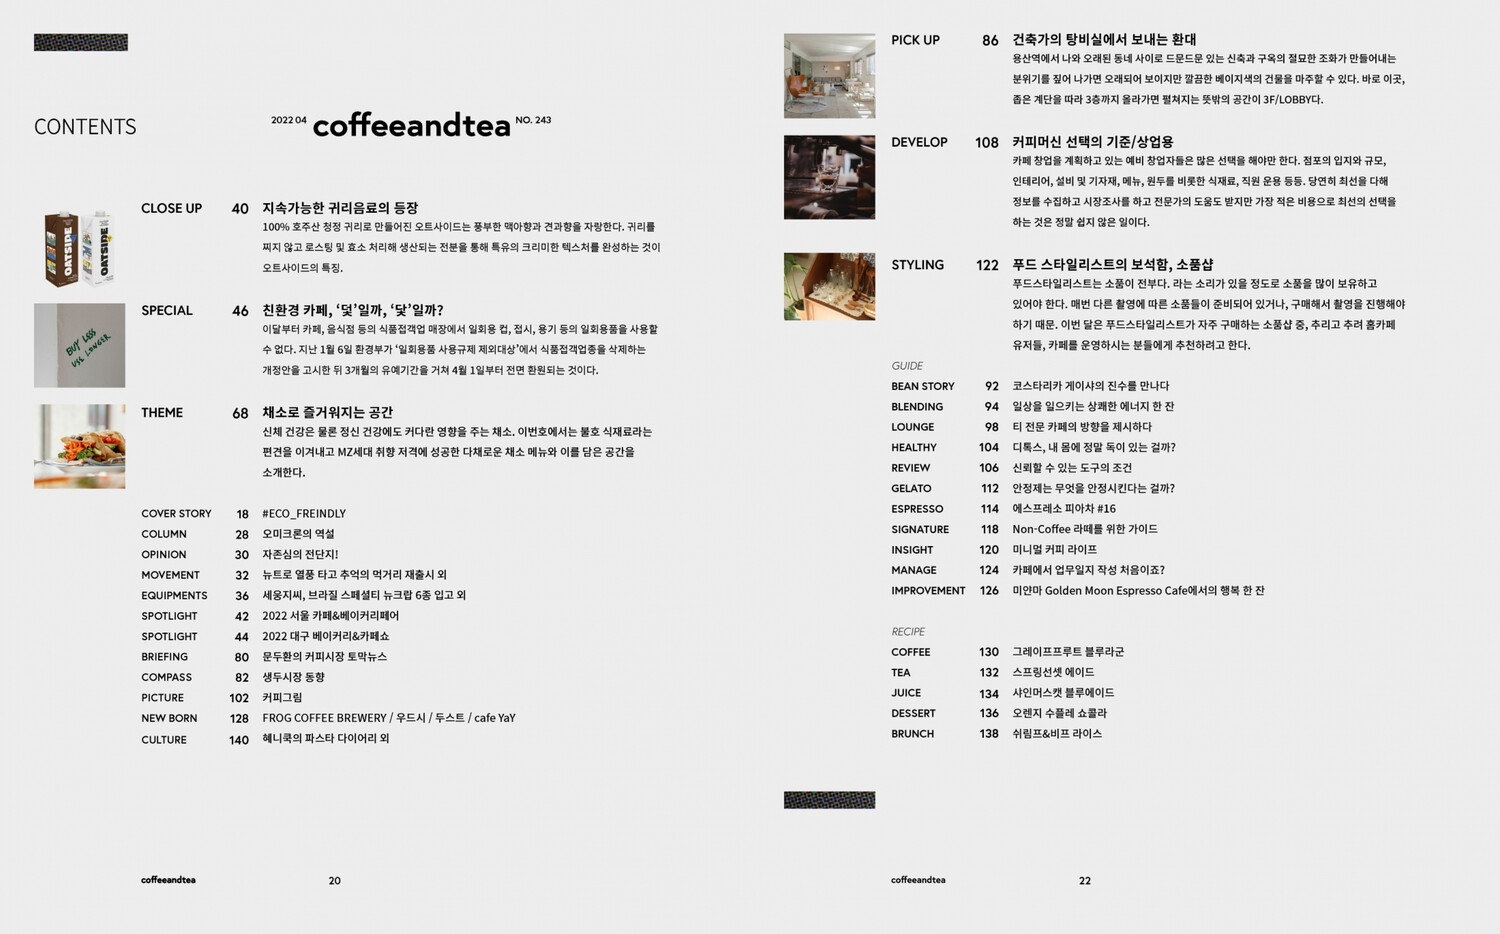 CONTENTS
2022 04 coffeeandtea NO. 243
OATSIDE OATSIDE
CLOSE UP 40 지속가능한 귀리음료의 등장
100% 호주산 청정 귀리로 만들어진 오트사이드는 풍부한 맥아향과 견과향을 자랑한다. 귀리를
찌지 않고 로스팅 및 효소 처리해 생산되는 전분을 통해 특유의 크리미한 텍스처를 완성하는 것이
오트사이드의 특징.
BUY LESS
USE LONGER
SPECIAL 46 친환경 카페, ‘덫’일까, ‘닻’일까?
이달부터 카페, 음식점 등의 식품접객업 매장에서 일회용 컵, 접시, 용기 등의 일회용품을 사용할
수 없다. 지난 1월 6일 환경부가 ‘일회용품 사용규제 제외대상’에서 식품접객업종을 삭제하는
개정안을 고시한 뒤 3개월의 유예기간을 거쳐 4월 1일부터 전면 환원되는 것이다.
THEME 68 채소로 즐거워지는 공간
신체 건강은 물론 정신 건강에도 커다란 영향을 주는 채소. 이번호에서는 불호 식재료라는
편견을 이겨내고 MZ세대 취향 저격에 성공한 다채로운 채소 메뉴와 이를 담은 공간을
소개한다.
COVER STORY 18 #ECO_FREINDLY
COLUMN 28 오미크론의 역설
OPINION 30 자존심의 전단지!
MOVEMENT 32 뉴트로 열풍 타고 추억의 먹거리 재출시 외
EQUIPMENTS 36 세웅지씨, 브라질 스페셜티 뉴크랍 6종 입고 외
SPOTLIGHT 42 2022 서울 카페&베이커리페어
SPOTLIGHT 44 2022 대구 베이커리&카페쇼
BRIEFING 80 문두환의 커피시장 토막뉴스
COMPASS 82 생두시장 동향
PICTURE 102 커피그림
NEW BORN 128 FROG COFFEE BREWERY / 우드시 / 두스트 / cafe YaY
CULTURE 140 혜니쿡의 파스타 다이어리 외
coffeeandtea 20
PICK UP 86 건축가의 탕비실에서 보내는 환대
용산역에서 나와 오래된 동네 사이로 드문드문 있는 신축과 구옥의 절묘한 조화가 만들어내는
분위기를 짚어 나가면 오래되어 보이지만 깔끔한 베이지색의 건물을 마주할 수 있다. 바로 이곳,
좁은 계단을 따라 3층까지 올라가면 펼쳐지는 뜻밖의 공간이 3F/LOBBY다.
DEVELOP 108 커피머신 선택의 기준/상업용
카페 창업을 계획하고 있는 예비 창업자들은 많은 선택을 해야만 한다. 점포의 입지와 규모,
인테리어, 설비 및 기자재, 메뉴, 원두를 비롯한 식재료, 직원 운용 등등. 당연히 최선을 다해
정보를 수집하고 시장조사를 하고 전문가의 도움도 받지만 가장 적은 비용으로 최선의 선택을
하는 것은 정말 쉽지 않은 일이다.
STYLING 122 푸드 스타일리스트의 보석함, 소품샵
푸드스타일리스트는 소품이 전부다. 라는 소리가 있을 정도로 소품을 많이 보유하고
있어야 한다. 매번 다른 촬영에 따른 소품들이 준비되어 있거나, 구매해서 촬영을 진행해야
하기 때문. 이번 달은 푸드스타일리스트가 자주 구매하는 소품샵 중, 추리고 추려 홈카페
유저들, 카페를 운영하시는 분들에게 추천하려고 한다.
GUIDE
BEAN STORY 92 코스타리카 게이샤의 진수를 만나다
BLENDING 94 일상을 일으키는 상쾌한 에너지 한 잔
LOUNGE 98 티 전문 카페의 방향을 제시하다
HEALTHY 104 디톡스, 내 몸에 정말 독이 있는 걸까?
REVIEW 106 신뢰할 수 있는 도구의 조건
GELATO 112 안정제는 무엇을 안정시킨다는 걸까?
ESPRESSO 114 에스프레소 피아차 #16
SIGNATURE 118 Non-Coffee 라떼를 위한 가이드
INSIGHT 120 미니멀 커피 라이프
MANAGE 124 카페에서 업무일지 작성 처음이죠?
IMPROVEMENT 126 미얀마 Golden Moon Espresso Cafe에서의 행복 한 잔
RECIPE
COFFEE 130 그레이프프루트 블루라군
TEA 132 스프링선셋 에이드
JUICE 134 샤인머스캣 블루에이드
DESSERT 136 오렌지 수플레 쇼콜라
BRUNCH 138 쉬림프&비프 라이스
coffeeandtea 22